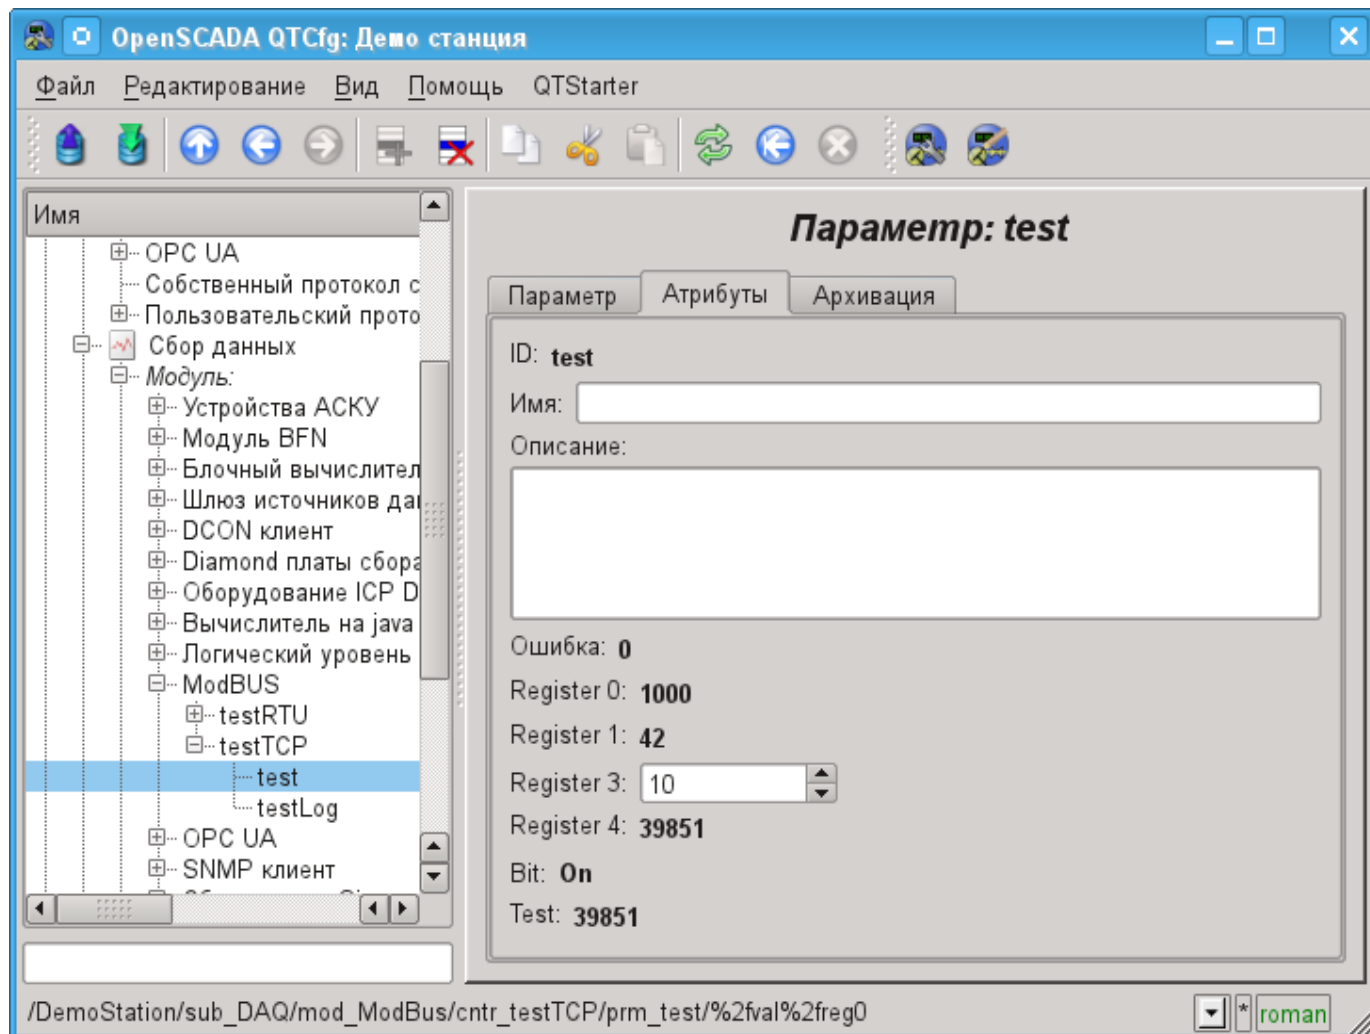 OpenSCADA QTCfg: Демо станция
Файл Редактирование Вид Помощь QTStarter
Имя
OPC UA
Собственный протокол с
Пользовательский прото
Сбор данных
Модуль:
Устройства АСКУ
Модуль BFN
Блочный вычислител
Шлюз источников да
DCON клиент
Diamond платы сбора
Оборудование ICP D
Вычислитель на java
Логический уровень
ModBUS
testRTU
testTCP
test
testLog
OPC UA
SNMP клиент
Параметр: test
Параметр Атрибуты Архивация
ID: test
Имя:
Описание:
Ошибка: 0
Register 0: 1000
Register 1: 42
Register 3: 10
Register 4: 39851
Bit: On
Test: 39851
/DemoStation/sub_DAQ/mod_ModBus/cntr_testTCP/prm_test/%2fval%2freg0
* roman